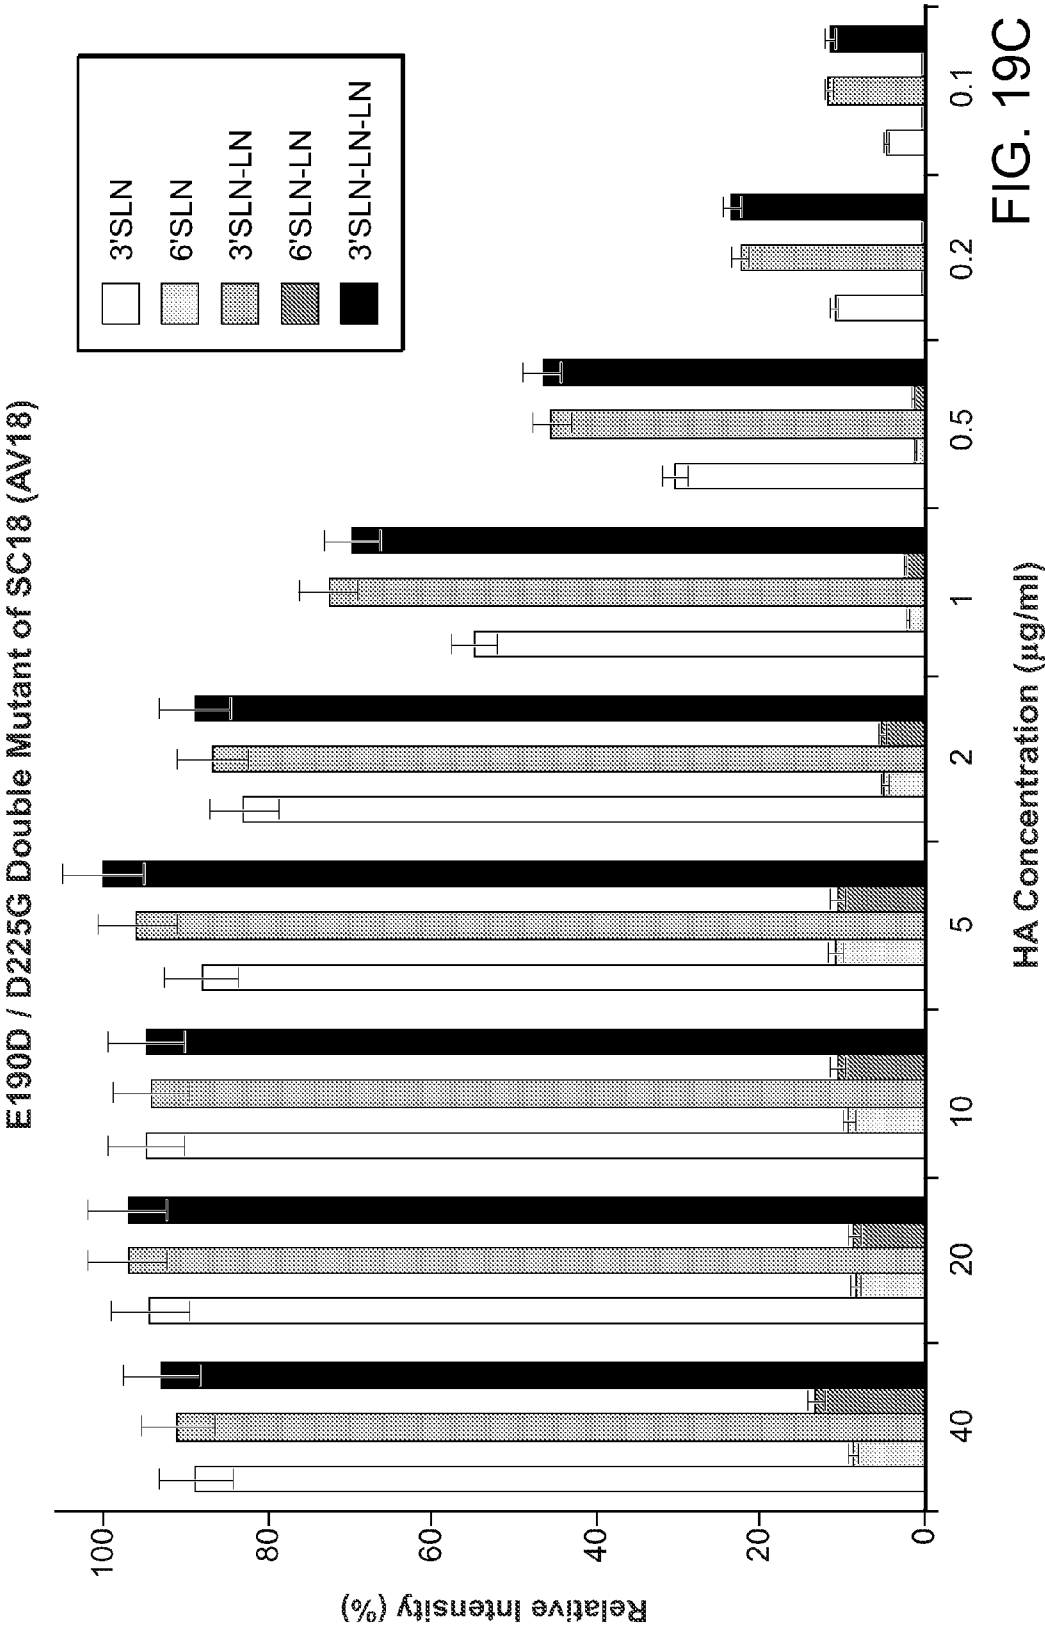 E190D / D225G Double Mutant of SC18 (AV18)
3'SLN
6'SLN
3'SLN-LN
6'SLN-LN
3'SLN-LN-LN
Relative Intensity (%)
100
80
60
40
20
0
40
20
10
5
2
1
0.5
0.2
0.1
HA Concentration (µg/ml)
FIG. 19C